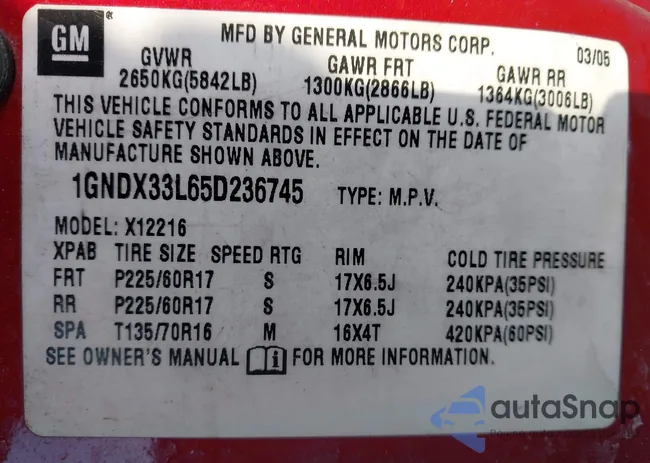 GM
MFD BY GENERAL MOTORS CORP.
03/05
GVWR GAWR FRT GAWR RR
2650KG(5842LB) 1300KG(2866LB) 1364KG(3006LB)
THIS VEHICLE CONFORMS TO ALL APPLICABLE U.S. FEDERAL MOTOR
VEHICLE SAFETY STANDARDS IN EFFECT ON THE DATE OF
MANUFACTURE SHOWN ABOVE.
1GNDX33L65D236745 TYPE: M.P.V.
MODEL: X12216
XPAB TIRE SIZE SPEED RTG RIM COLD TIRE PRESSURE
FRT P225/60R17 S 17X6.5J 240KPA(35PSI)
RR P225/60R17 S 17X6.5J 240KPA(35PSI)
SPA T135/70R16 M 16X4T 420KPA(60PSI)
SEE OWNER'S MANUAL FOR MORE INFORMATION.
autoSnap